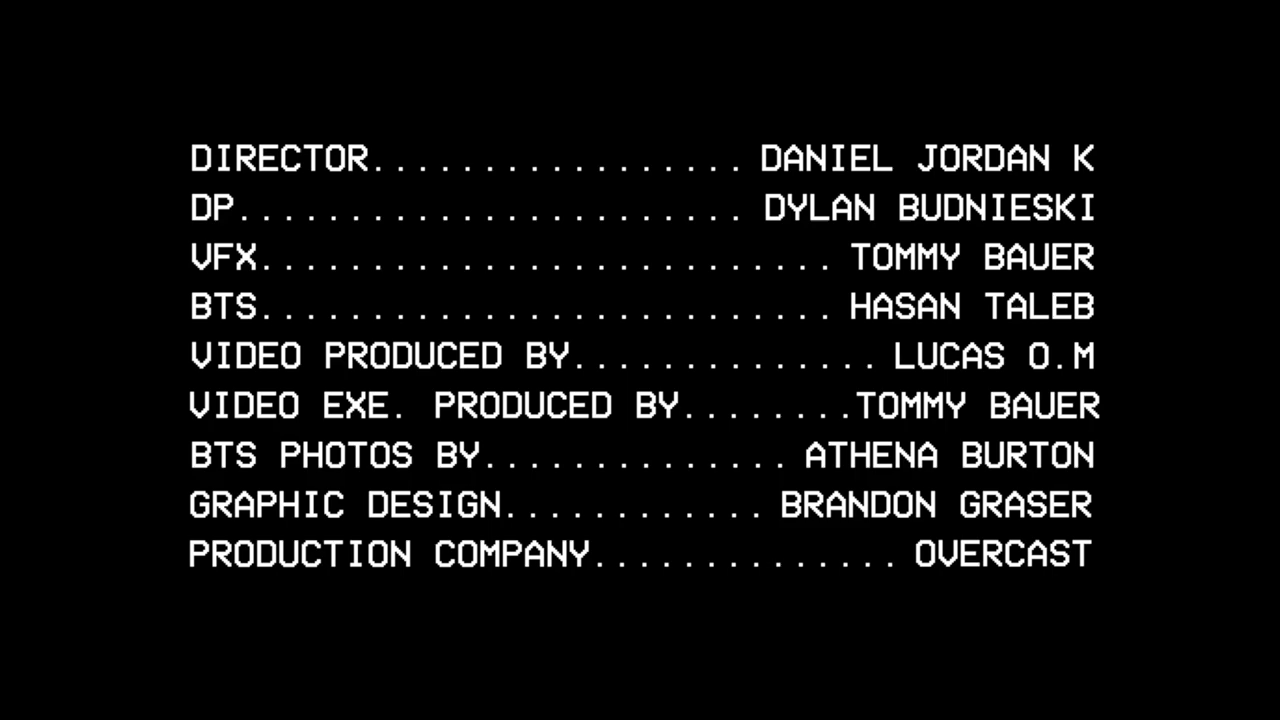 DIRECTOR................. DANIEL JORDAN K
DP....................... DYLAN BUDNIESKI
VFX.......................... TOMMY BAUER
BTS.......................... HASAN TALEB
VIDEO PRODUCED BY.............. LUCAS O.M
VIDEO EXE. PRODUCED BY........TOMMY BAUER
BTS PHOTOS BY.............. ATHENA BURTON
GRAPHIC DESIGN............ BRANDON GRASER
PRODUCTION COMPANY.............. OVERCAST